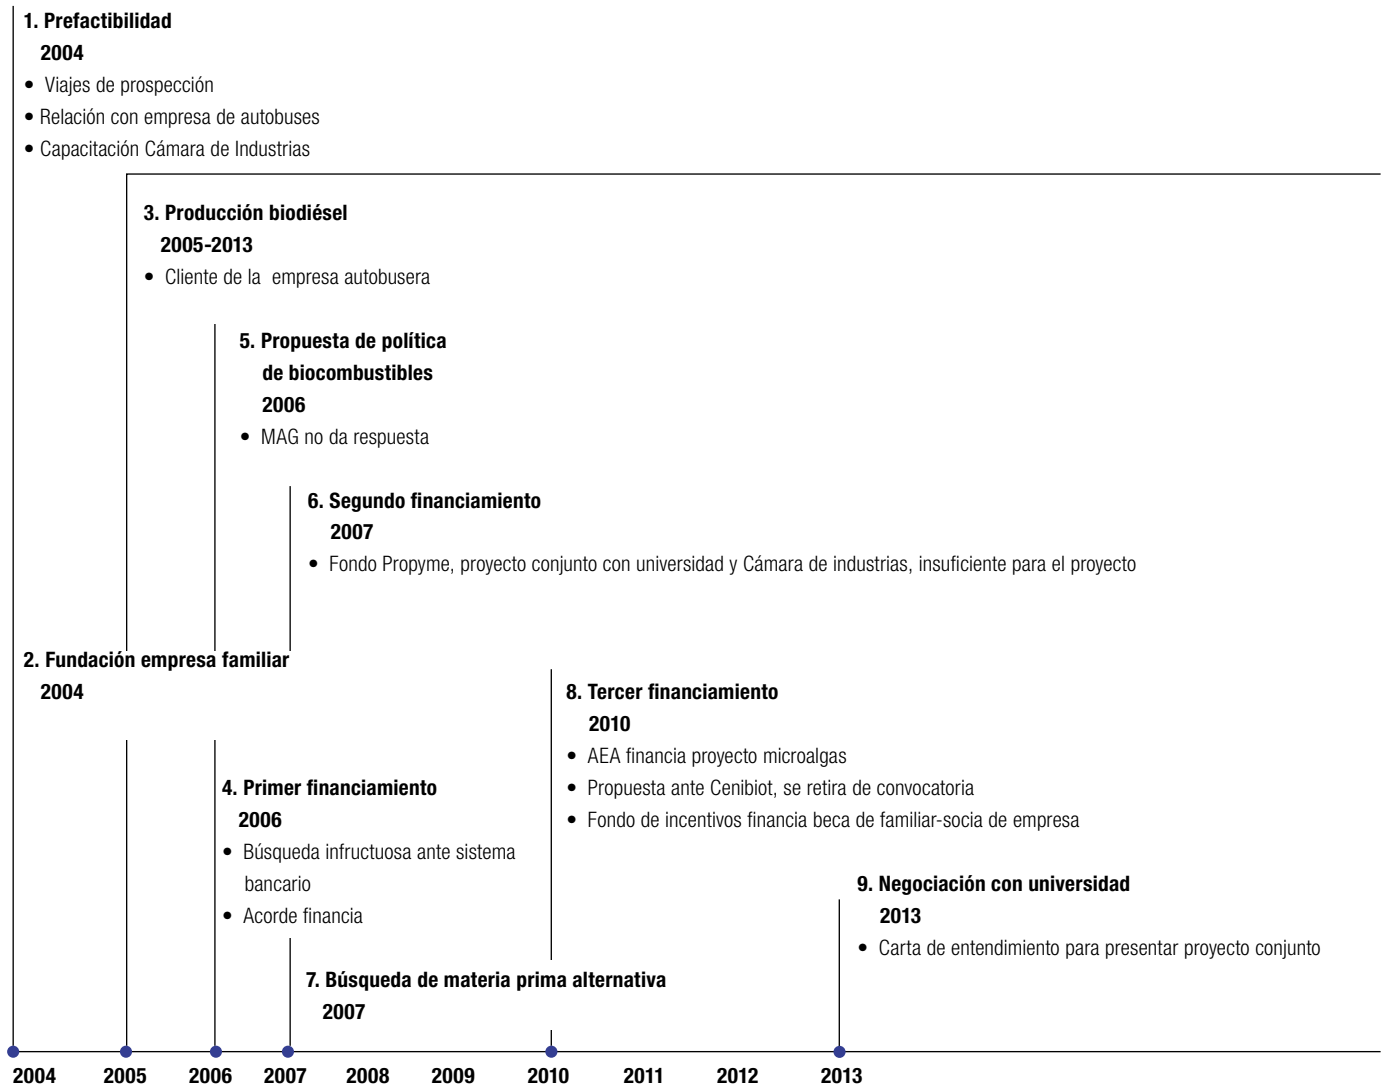 1. Prefactibilidad
2004
• Viajes de prospección
• Relación con empresa de autobuses
• Capacitación Cámara de Industrias
3. Producción biodiésel
2005-2013
• Cliente de la empresa autobusera
5. Propuesta de política
de biocombustibles
2006
• MAG no da respuesta
6. Segundo financiamiento
2007
• Fondo Propyme, proyecto conjunto con universidad y Cámara de industrias, insuficiente para el proyecto
2. Fundación empresa familiar
2004
8. Tercer financiamiento
2010
• AEA financia proyecto microalgas
• Propuesta ante Cenibiot, se retira de convocatoria
• Fondo de incentivos financia beca de familiar-socia de empresa
4. Primer financiamiento
2006
• Búsqueda infructuosa ante sistema
bancario
• Acorde financia
9. Negociación con universidad
2013
• Carta de entendimiento para presentar proyecto conjunto
7. Búsqueda de materia prima alternativa
2007
2004 2005 2006 2007 2008 2009 2010 2011 2012 2013